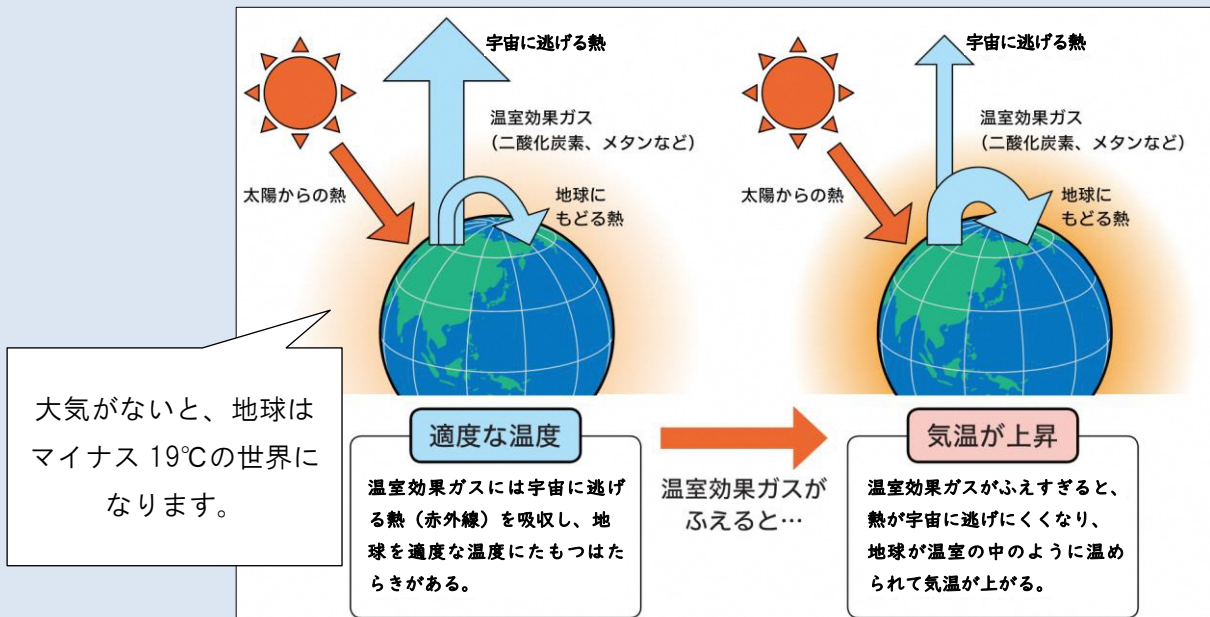 宇宙に逃げる熱
温室効果ガス
（二酸化炭素、メタンなど）
太陽からの熱
地球に
もどる熱
宇宙に逃げる熱
温室効果ガス
（二酸化炭素、メタンなど）
太陽からの熱
地球に
もどる熱
大気がないと、地球は
マイナス 19℃の世界に
なります。
適度な温度
温室効果ガスには宇宙に逃げ
る熱（赤外線）を吸収し、地
球を適度な温度にたもつはた
らきがある。
温室効果ガスが
ふえると…
気温が上昇
温室効果ガスがふえすぎると、
熱が宇宙に逃げにくくなり、
地球が温室の中のように温め
られて気温が上がる。